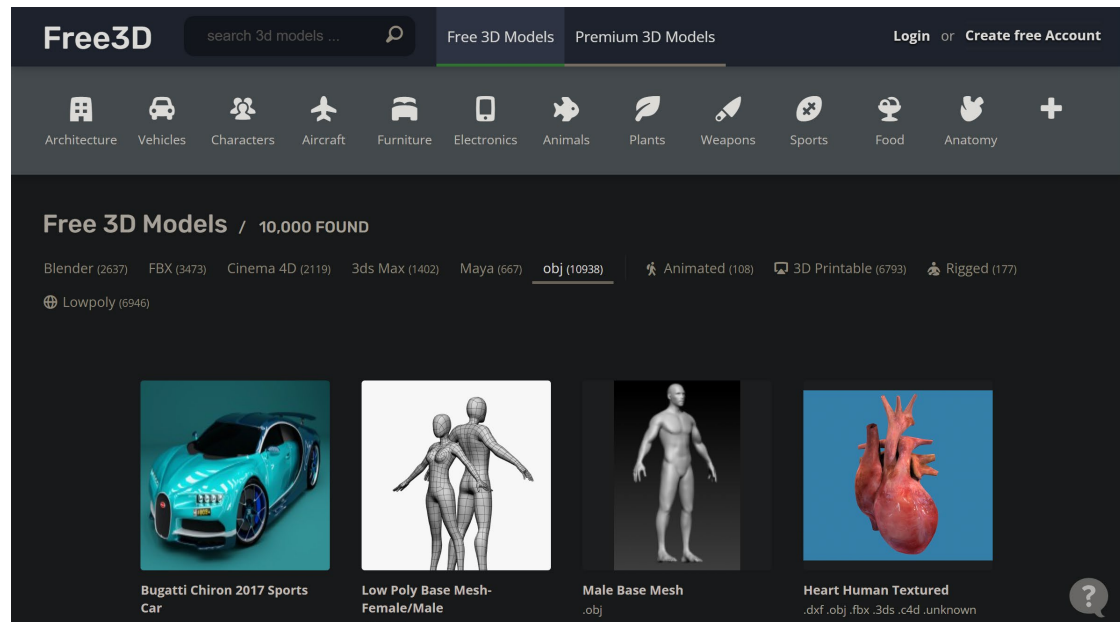 Free3D search 3d models ... Free 3D Models Premium 3D Models Login or Create free Account
Architecture Vehicles Characters Aircraft Furniture Electronics Animals Plants Weapons Sports Food Anatomy
Free 3D Models / 10,000 FOUND
Blender (2637) FBX (3473) Cinema 4D (2119) 3ds Max (1402) Maya (667) obj (10938) Animated (108) 3D Printable (6793) Rigged (177)
Lowpoly (6946)
Bugatti Chiron 2017 Sports
Car
Low Poly Base Mesh-
Female/Male
Male Base Mesh
.obj
Heart Human Textured
.dxf .obj .fbx .3ds .c4d .unknown
?